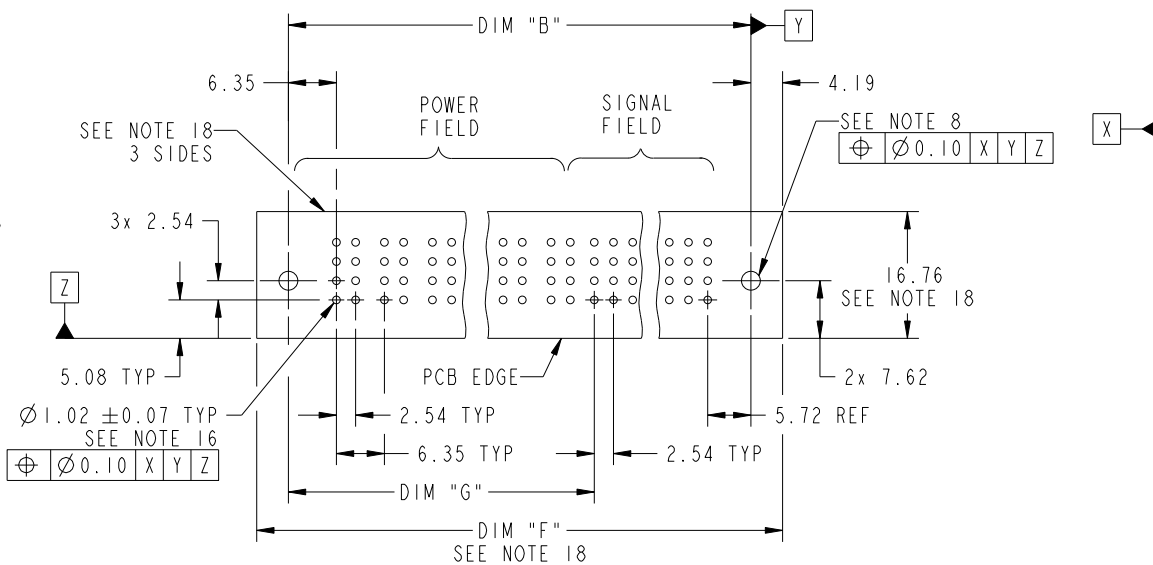 DIM "B"
Y
6.35
4.19
POWER
FIELD
SIGNAL
FIELD
SEE NOTE 18
3 SIDES
SEE NOTE 8
⌖ ∅0.10 X Y Z
X
3x 2.54
Z
16.76
SEE NOTE 18
5.08 TYP
PCB EDGE
2x 7.62
∅1.02 ±0.07 TYP
SEE NOTE 16
⌖ ∅0.10 X Y Z
2.54 TYP
5.72 REF
6.35 TYP
2.54 TYP
DIM "G"
DIM "F"
SEE NOTE 18